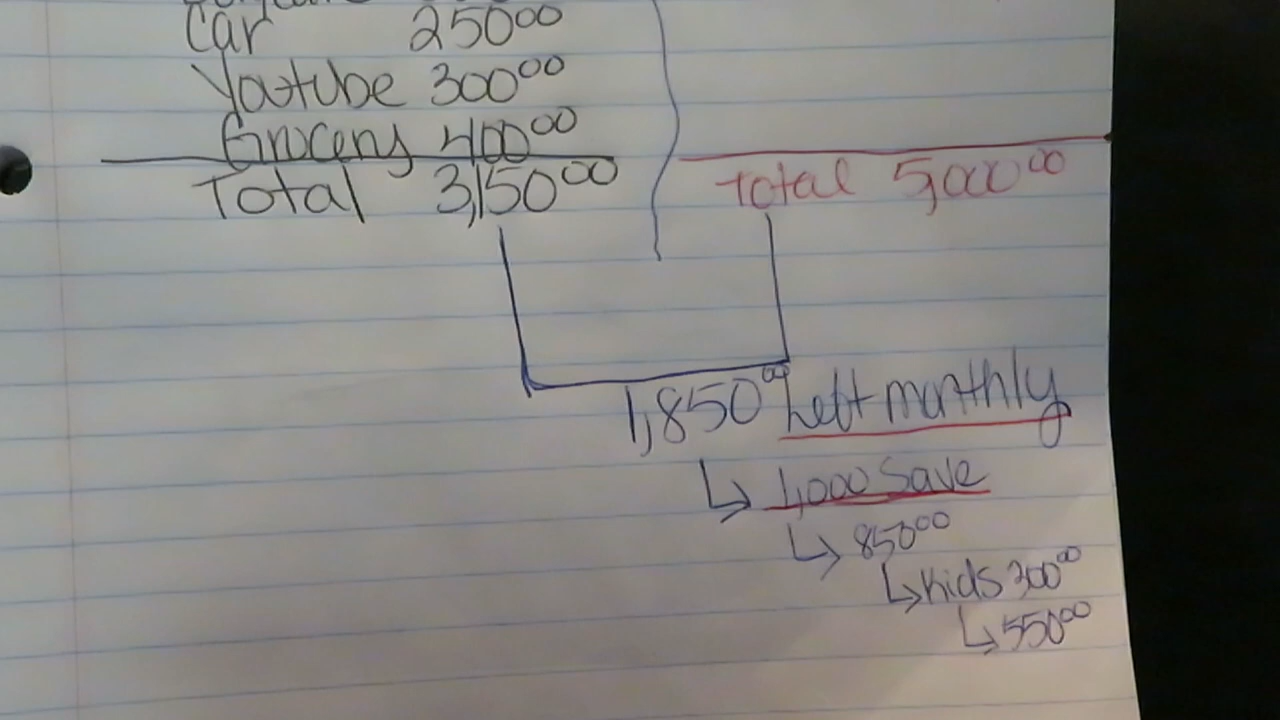 Car 250⁰⁰
Youtube 300⁰⁰
Grocery 400⁰⁰
Total 3,150⁰⁰
Total 5,000⁰⁰
1,850⁰⁰ Left monthly
↳ 1,000 Save
↳ 850⁰⁰
↳ Kids 300⁰⁰
↳ 550⁰⁰